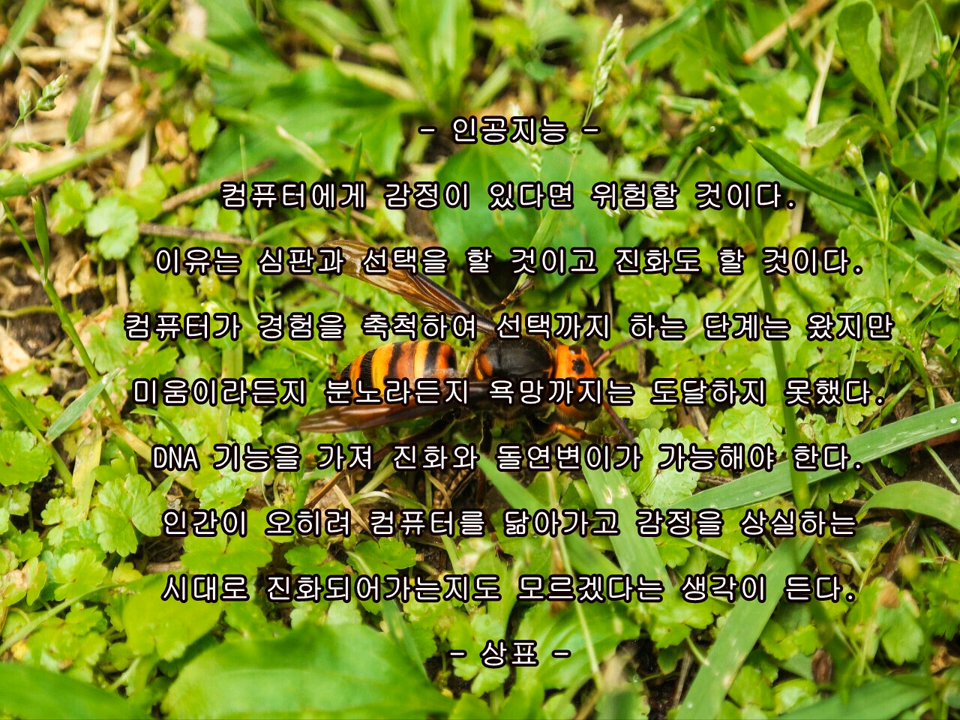 - 인공지능 -
컴퓨터에게 감정이 있다면 위험할 것이다.
이유는 심판과 선택을 할 것이고 진화도 할 것이다.
컴퓨터가 경험을 축척하여 선택까지 하는 단계는 왔지만
미움이라든지 분노라든지 욕망까지는 도달하지 못했다.
DNA 기능을 가져 진화와 돌연변이가 가능해야 한다.
인간이 오히려 컴퓨터를 닮아가고 감정을 상실하는
시대로 진화되어가는지도 모르겠다는 생각이 든다.
- 상표 -